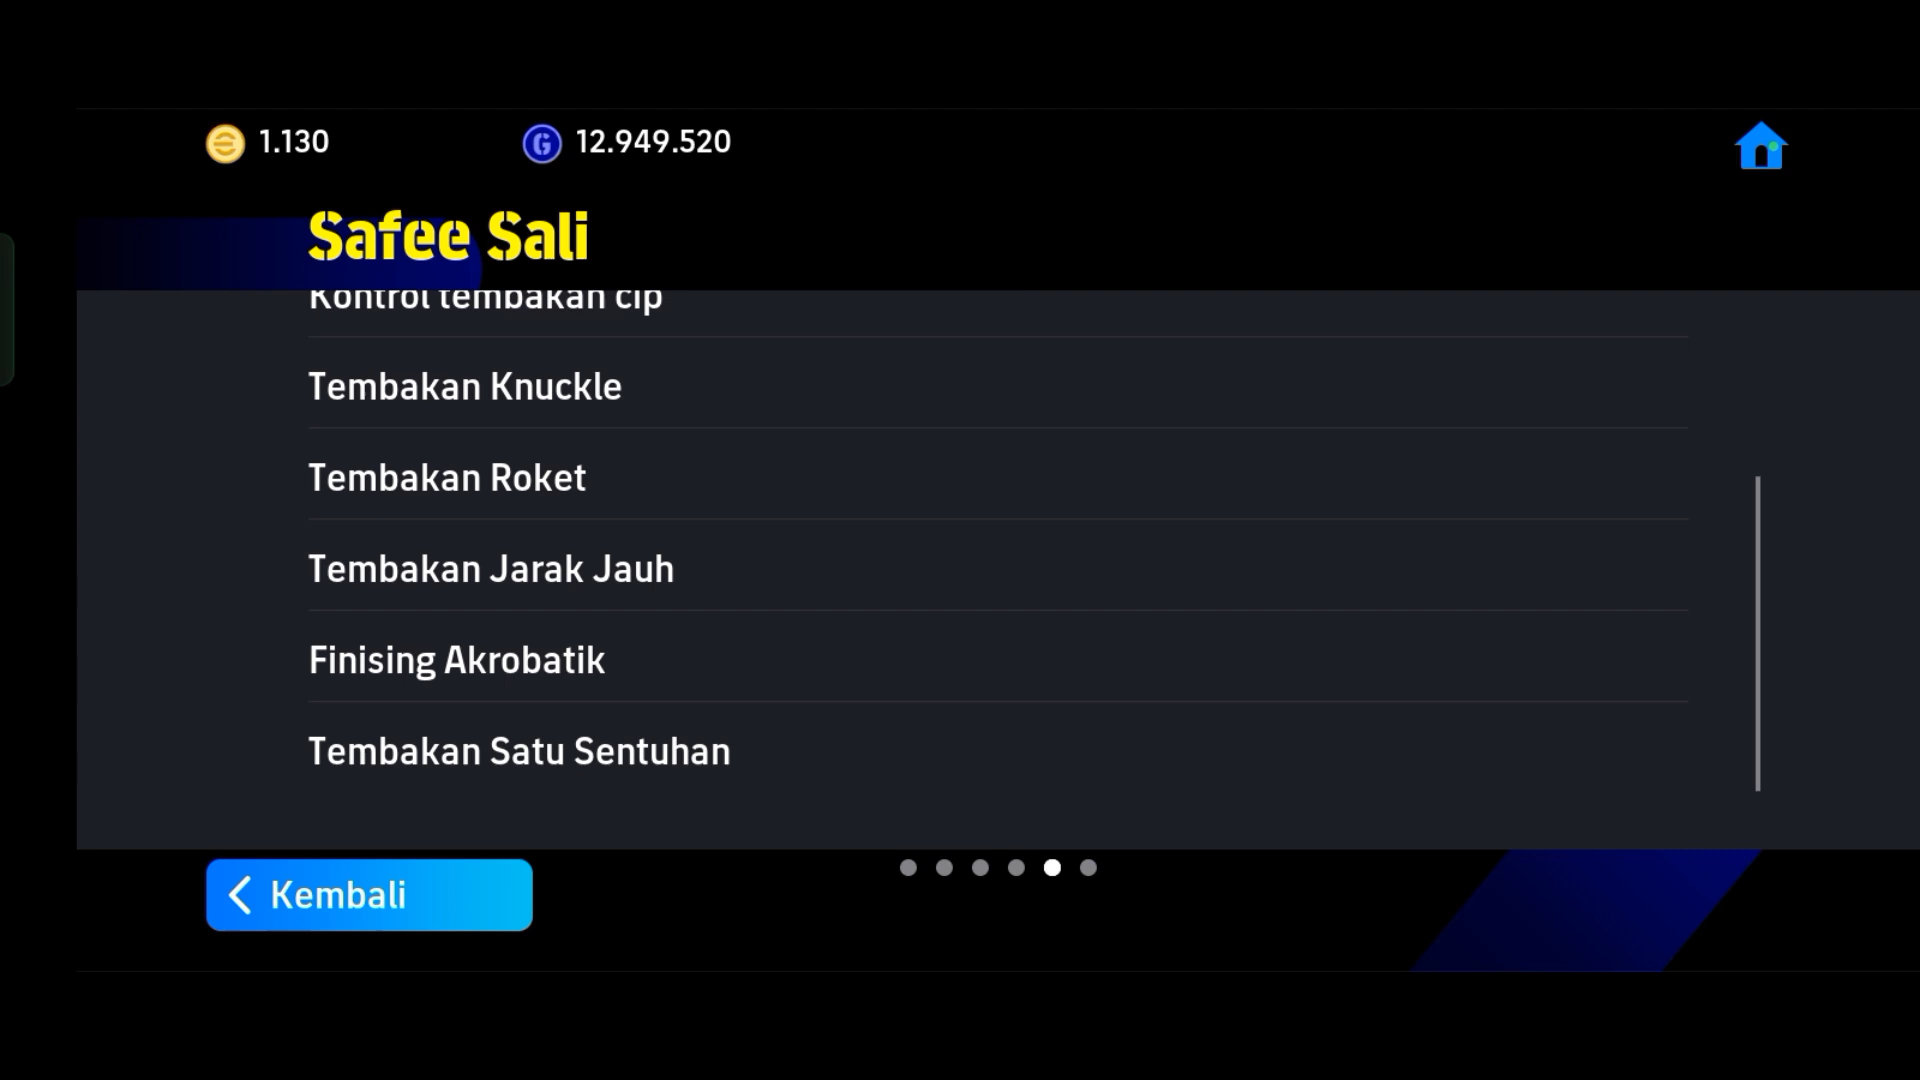 1.130
12.949.520
Safee Sali
Kontrol tembakan cip
Tembakan Knuckle
Tembakan Roket
Tembakan Jarak Jauh
Finising Akrobatik
Tembakan Satu Sentuhan
Kembali